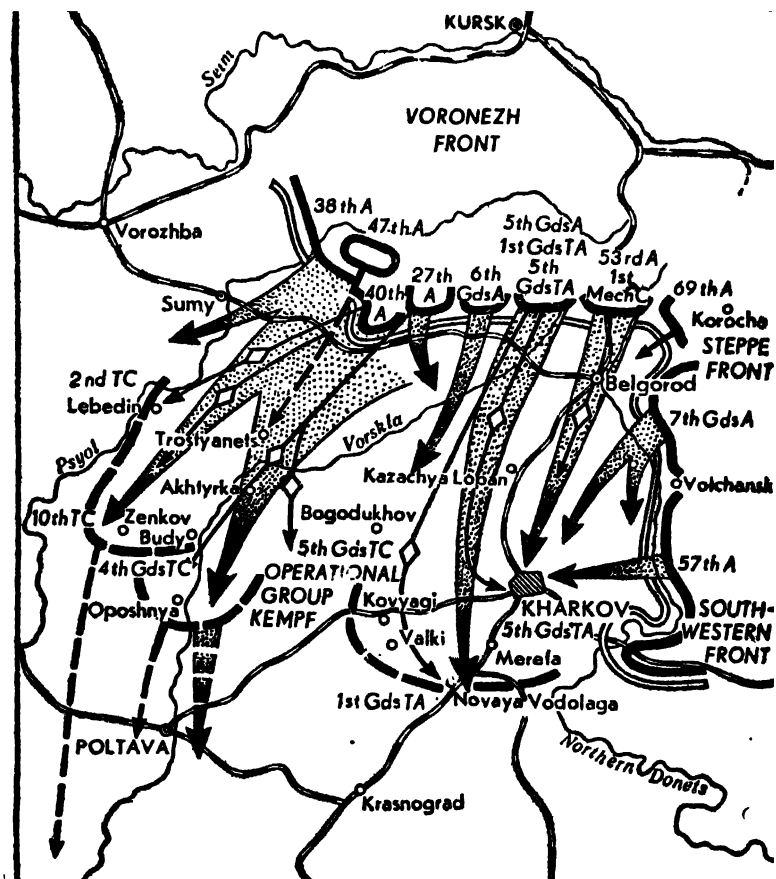 KURSK
Seim
VORONEZH
FRONT
38th A
47th A
5th GdsA
1st GdsTA
5th
GdsTA
53rd A
1st
MechC
Vorozhba
27th
A
6th
GdsA
69th A
40th
A
Sumy
Korocha
STEPPE
FRONT
2nd TC
Lebedin
Belgorod
7th GdsA
Trostyanets
Vorskla
Psyol
Kazachya Lopan
Akhtyrka
Volchansk
10th TC
Zenkov
Budy
Bogodukhov
4th GdsTC
5th GdsTC
OPERATIONAL
GROUP
KEMPF
57th A
Oposhnya
Kovyagi
KHARKOV
5th GdsTA
SOUTH-
WESTERN
FRONT
Valki
Merefa
1st GdsTA
Novaya Vodolaga
POLTAVA
Northern Donets
Krasnograd